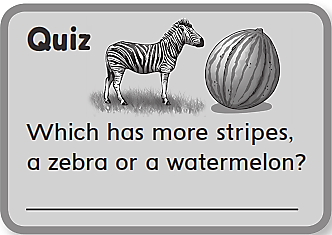 Quiz
Which has more stripes,
a zebra or a watermelon?